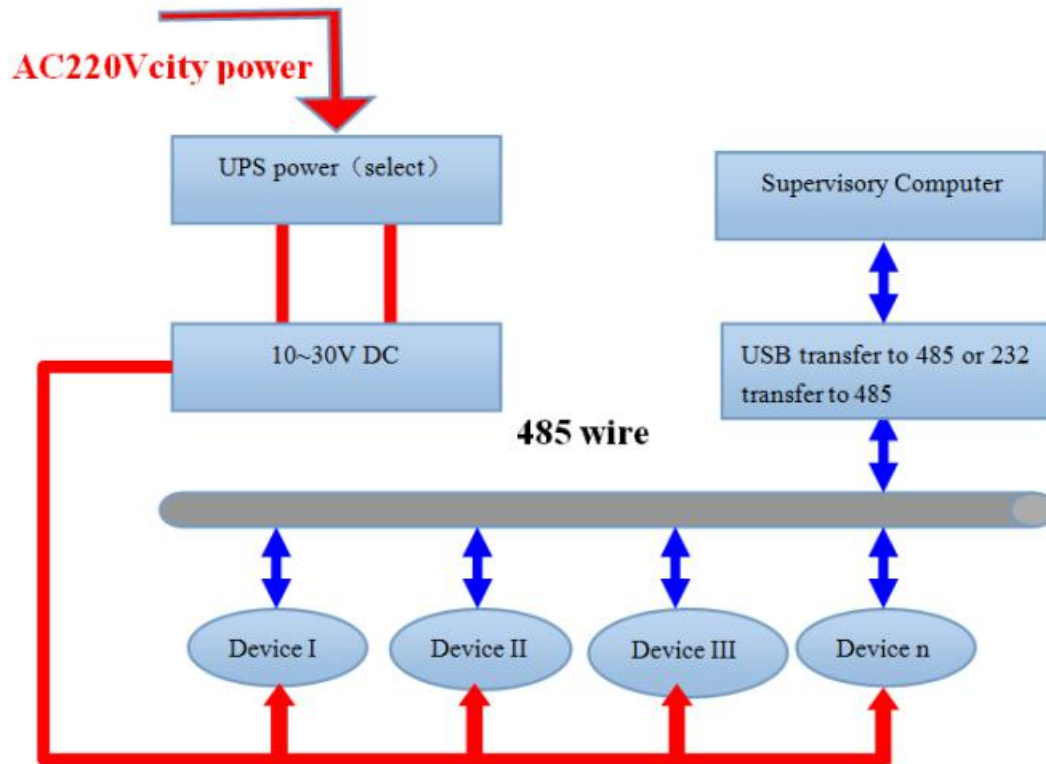 AC220Vcity power
UPS power（select）
Supervisory Computer
10~30V DC
USB transfer to 485 or 232
transfer to 485
485 wire
Device I
Device II
Device III
Device n